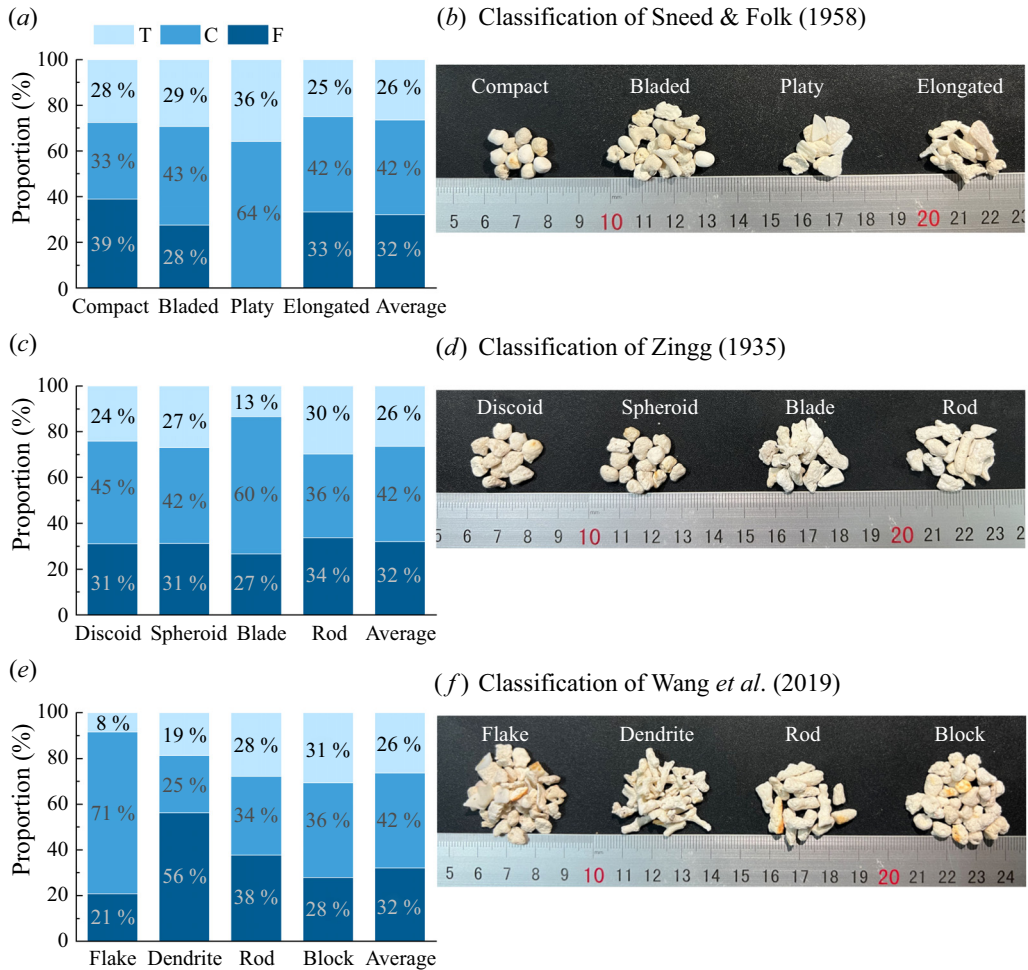 (a)
T C F
Proportion (%)
100
80
60
40
20
0
28 % 29 % 36 % 25 % 26 %
33 % 43 % 64 % 42 % 42 %
39 % 28 % 33 % 32 %
Compact Bladed Platy Elongated Average
(b) Classification of Sneed & Folk (1958)
Compact Bladed Platy Elongated
mm
5 6 7 8 9 10 11 12 13 14 15 16 17 18 19 20 21 22 23
(c)
Proportion (%)
100
80
60
40
20
0
24 % 27 % 13 % 30 % 26 %
45 % 42 % 60 % 36 % 42 %
31 % 31 % 27 % 34 % 32 %
Discoid Spheroid Blade Rod Average
(d) Classification of Zingg (1935)
Discoid Spheroid Blade Rod
5 6 7 8 9 10 11 12 13 14 15 16 17 18 19 20 21 22 23
(e)
Proportion (%)
100
80
60
40
20
0
8 % 19 % 28 % 31 % 26 %
71 % 25 % 34 % 36 % 42 %
21 % 56 % 38 % 28 % 32 %
Flake Dendrite Rod Block Average
(f) Classification of Wang et al. (2019)
Flake Dendrite Rod Block
5 6 7 8 9 10 11 12 13 14 15 16 17 18 19 20 21 22 23 24